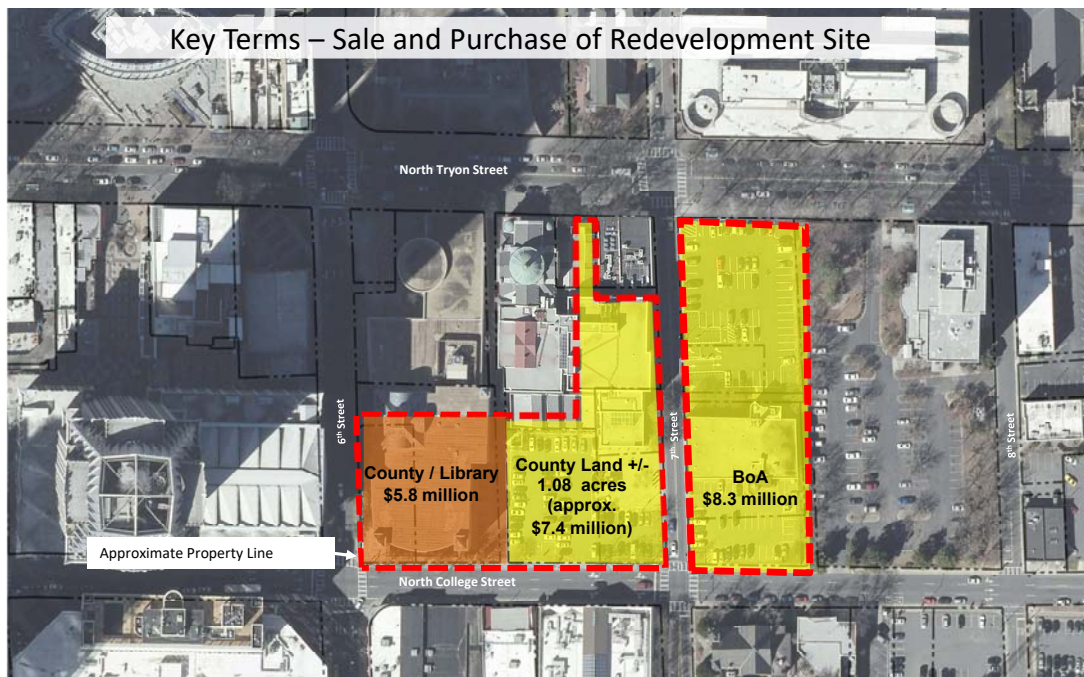 Key Terms – Sale and Purchase of Redevelopment Site
North Tryon Street
6th Street
7th Street
8th Street
County / Library
$5.8 million
County Land +/-
1.08 acres
(approx.
$7.4 million)
BoA
$8.3 million
Approximate Property Line
North College Street